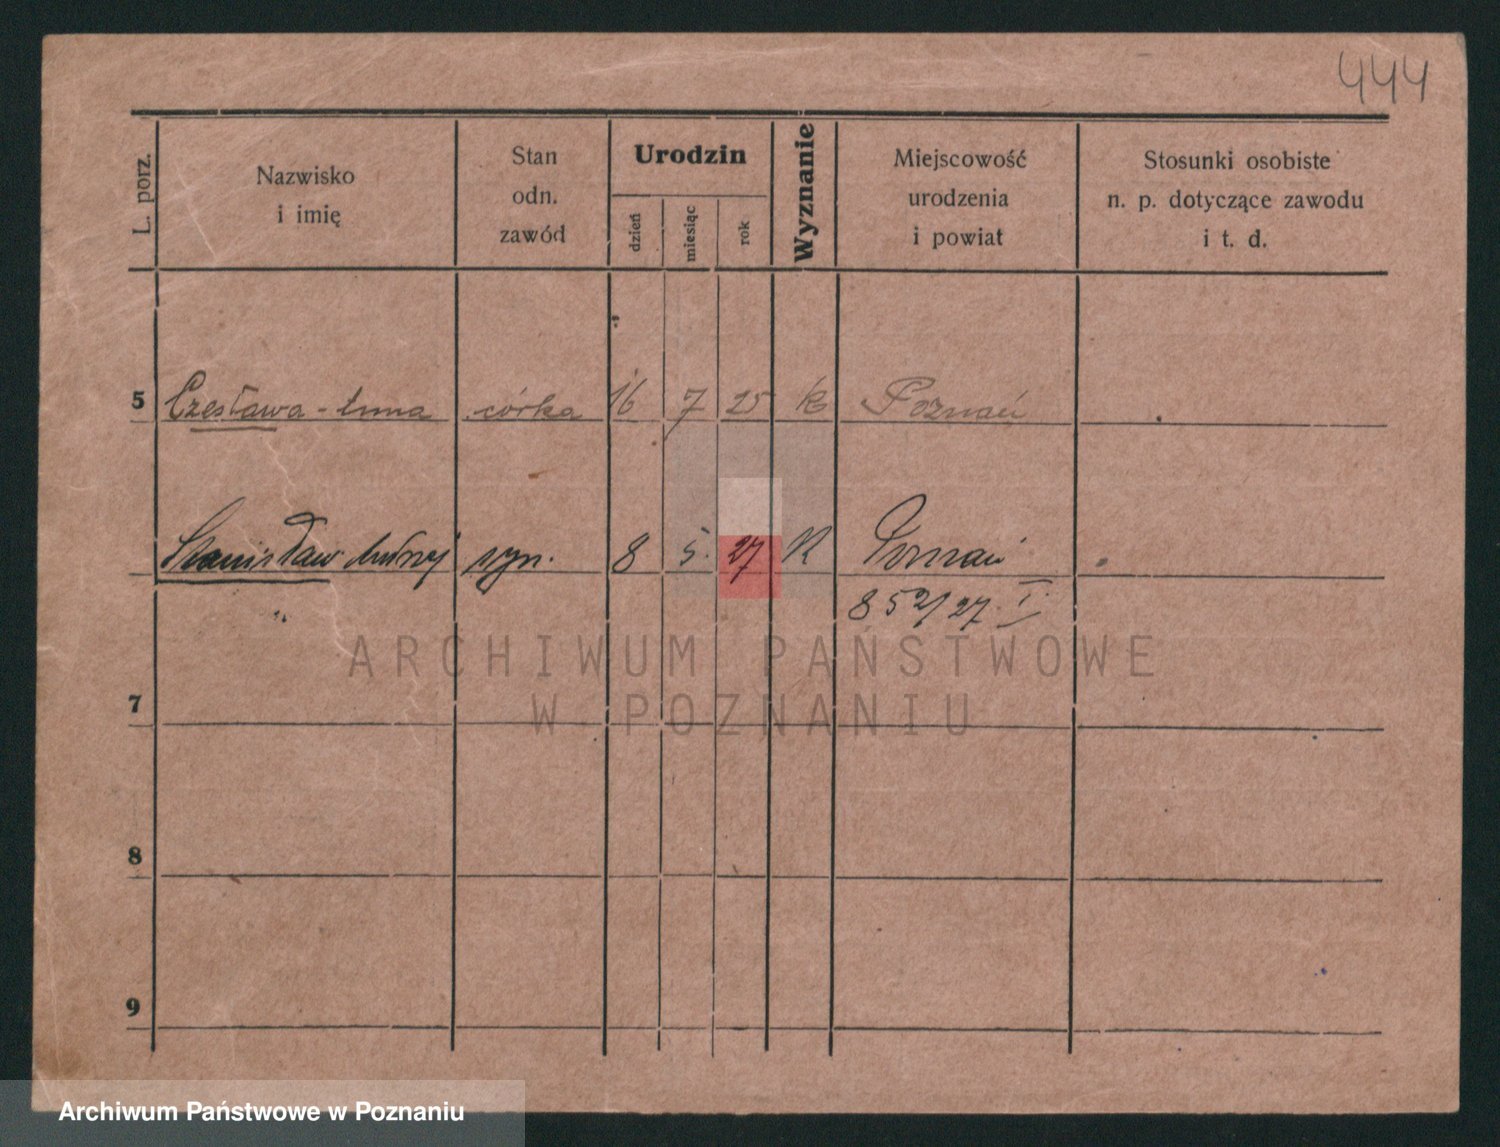 444
L. porz.
Nazwisko
i imię
Stan
odn.
zawód
Urodzin
dzień
miesiąc
rok
Wyznanie
Miejscowość
urodzenia
i powiat
Stosunki osobiste
n. p. dotyczące zawodu
i t. d.
5 Czesława - Anna córka 16 7 25 k Poznań
Stanisław Andrzej syn. 8 5. 27 K Poznań
852/27 I
ARCHIWUM PAŃSTWOWE
W POZNANIU
7
8
9
Archiwum Państwowe w Poznaniu